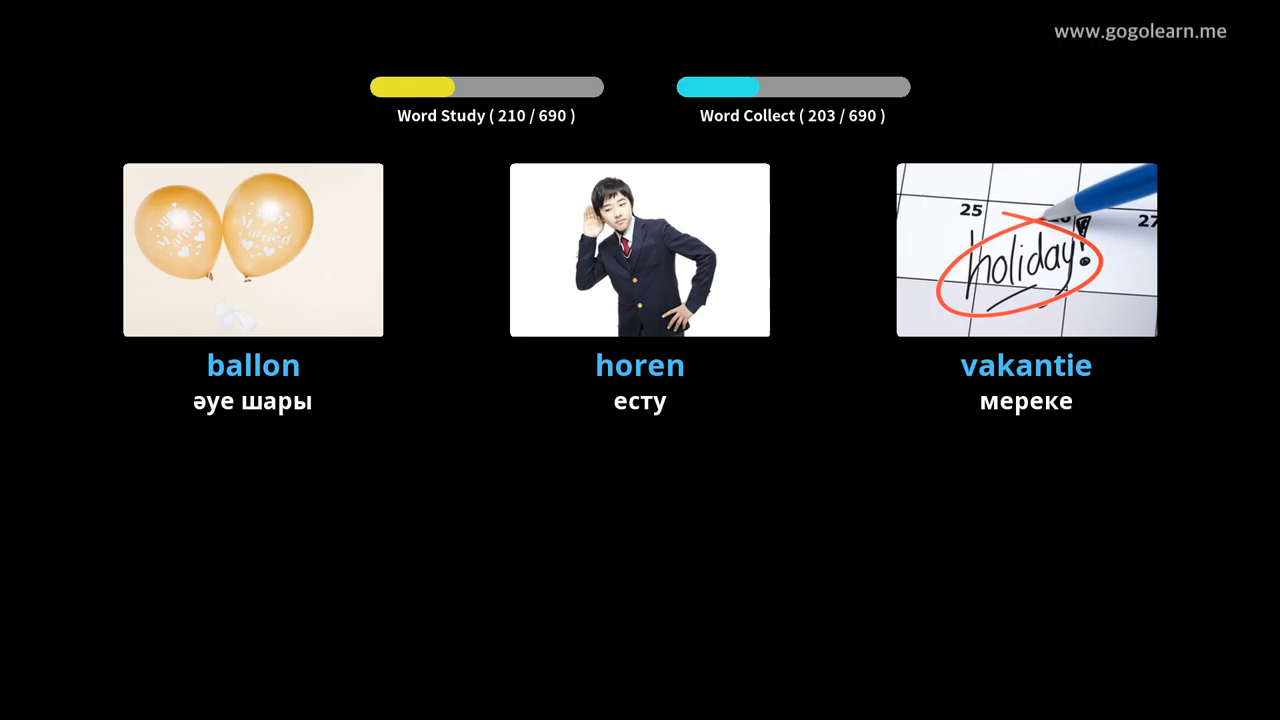 www.gogolearn.me
Word Study ( 210 / 690 )
Word Collect ( 203 / 690 )
Married
25
27
holiday!
ballon
horen
vakantie
әуе шары
есту
мереке